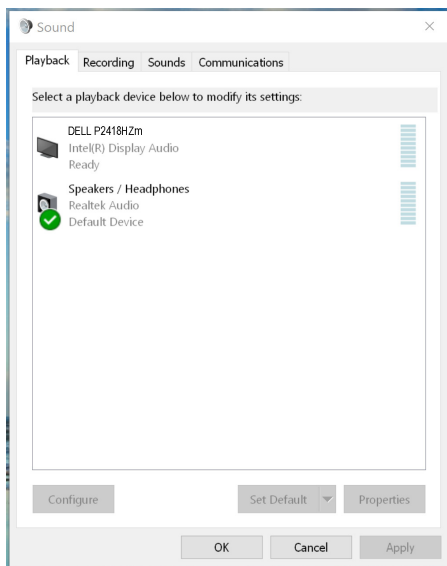 Sound
Playback Recording Sounds Communications
Select a playback device below to modify its settings:
DELL P2418HZm
Intel(R) Display Audio
Ready
Speakers / Headphones
Realtek Audio
Default Device
Configure Set Default Properties
OK Cancel Apply